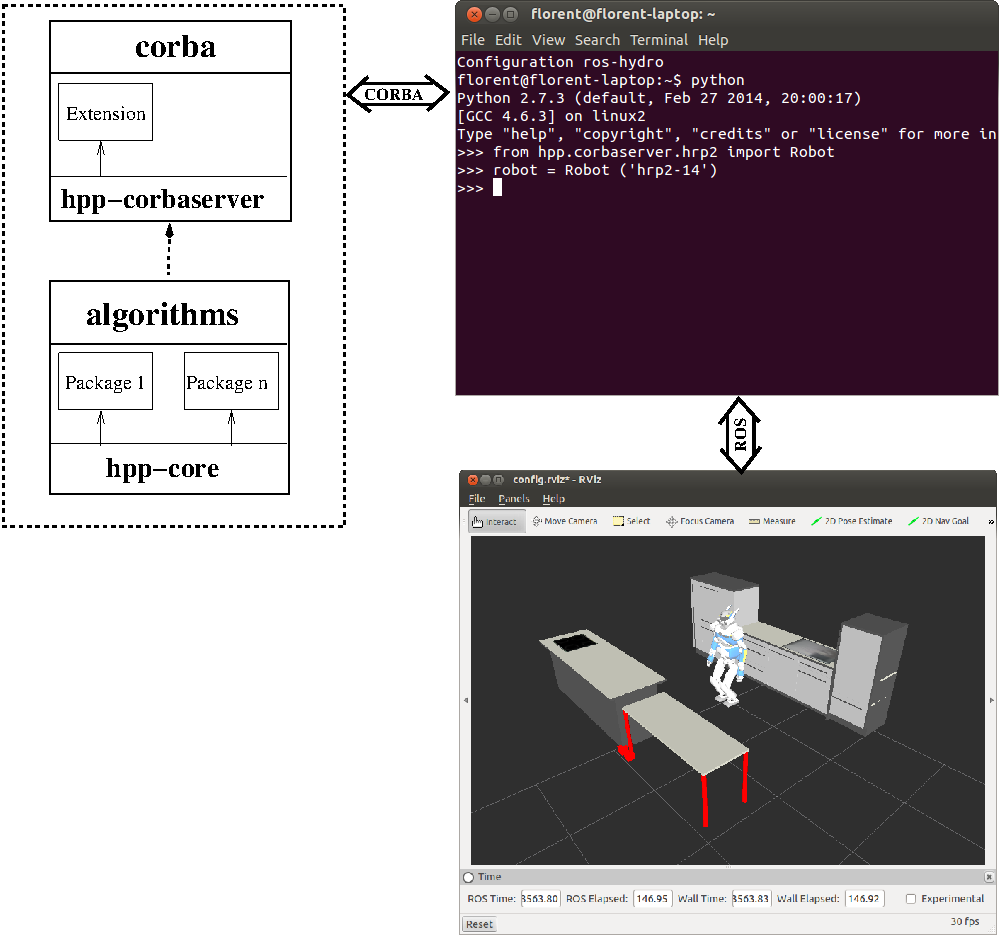 corba
Extension
hpp-corbaserver
algorithms
Package 1
Package n
hpp-core
CORBA
florent@florent-laptop: ~
File Edit View Search Terminal Help
Configuration ros-hydro
florent@florent-laptop:~$ python
Python 2.7.3 (default, Feb 27 2014, 20:00:17)
[GCC 4.6.3] on linux2
Type "help", "copyright", "credits" or "license" for more in
>>> from hpp.corbaserver.hrp2 import Robot
>>> robot = Robot ('hrp2-14')
>>>
ROS
config.rviz* - RViz
File Panels Help
Interact Move Camera Select Focus Camera Measure 2D Pose Estimate 2D Nav Goal »
Time
ROS Time: 3563.80 ROS Elapsed: 146.95 Wall Time: 3563.83 Wall Elapsed: 146.92 Experimental
Reset 30 fps